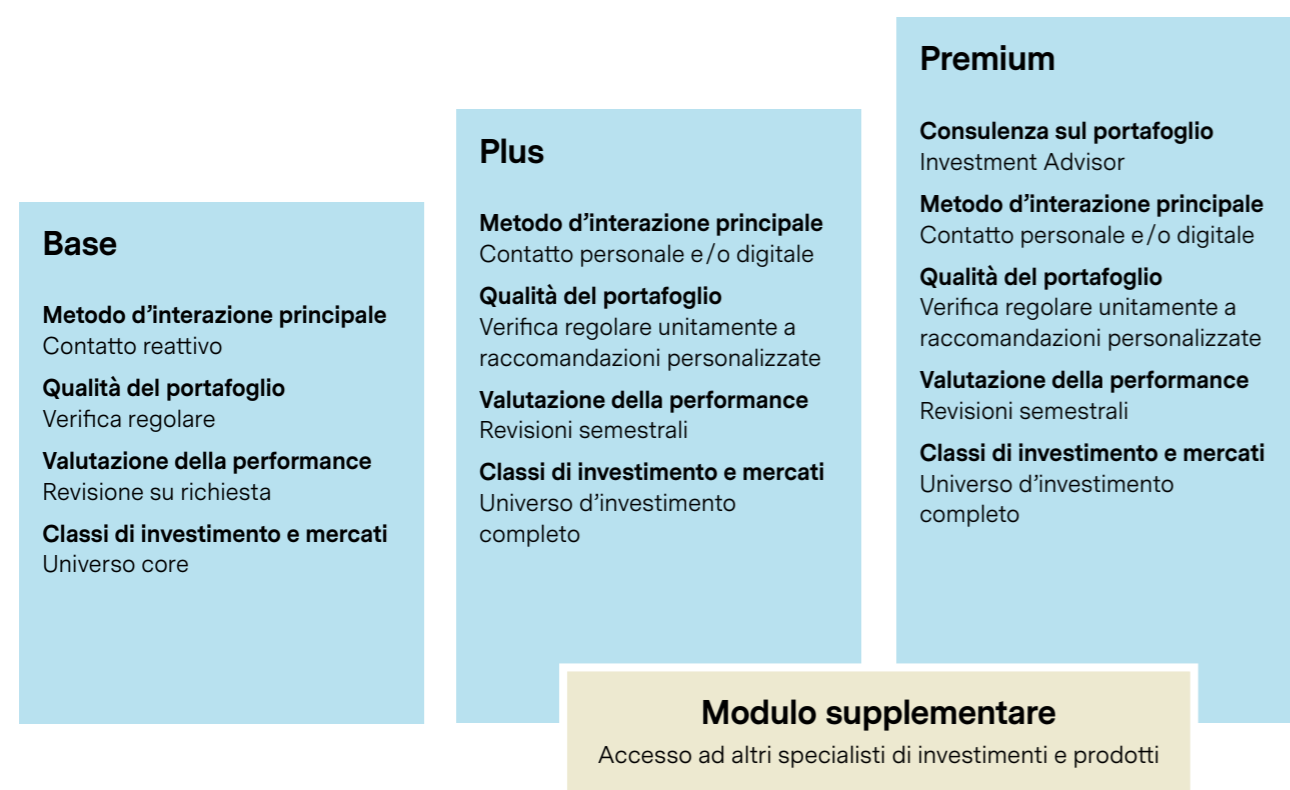 Base
Metodo d’interazione principale
Contatto reattivo
Qualità del portafoglio
Verifica regolare
Valutazione della performance
Revisione su richiesta
Classi di investimento e mercati
Universo core
Plus
Metodo d’interazione principale
Contatto personale e/o digitale
Qualità del portafoglio
Verifica regolare unitamente a
raccomandazioni personalizzate
Valutazione della performance
Revisioni semestrali
Classi di investimento e mercati
Universo d’investimento
completo
Premium
Consulenza sul portafoglio
Investment Advisor
Metodo d’interazione principale
Contatto personale e/o digitale
Qualità del portafoglio
Verifica regolare unitamente a
raccomandazioni personalizzate
Valutazione della performance
Revisioni semestrali
Classi di investimento e mercati
Universo d’investimento
completo
Modulo supplementare
Accesso ad altri specialisti di investimenti e prodotti